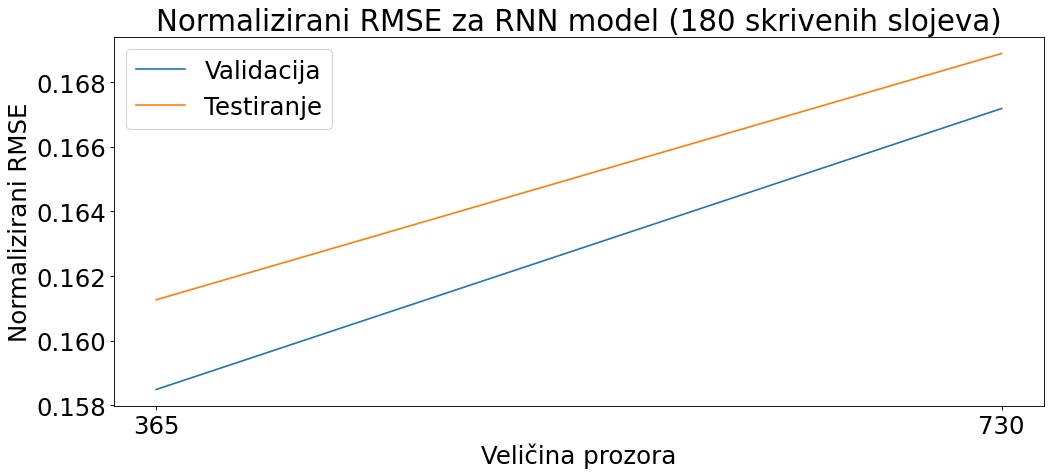 Normalizirani RMSE za RNN model (180 skrivenih slojeva)
Validacija
Testiranje
Normalizirani RMSE
0.168
0.166
0.164
0.162
0.160
0.158
365 730
Veličina prozora